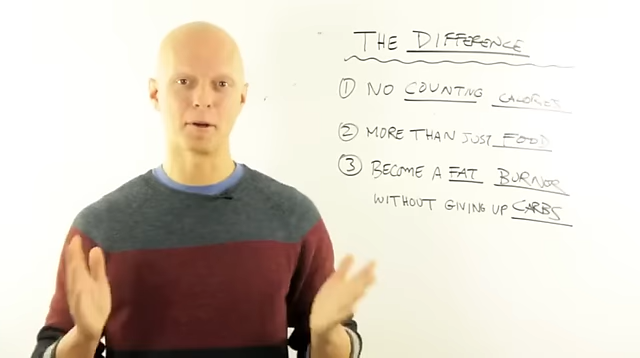 THE DIFFERENCE
① NO COUNTING CALORIES
② MORE THAN JUST FOOD
③ BECOME A FAT BURNER
WITHOUT GIVING UP CARBS